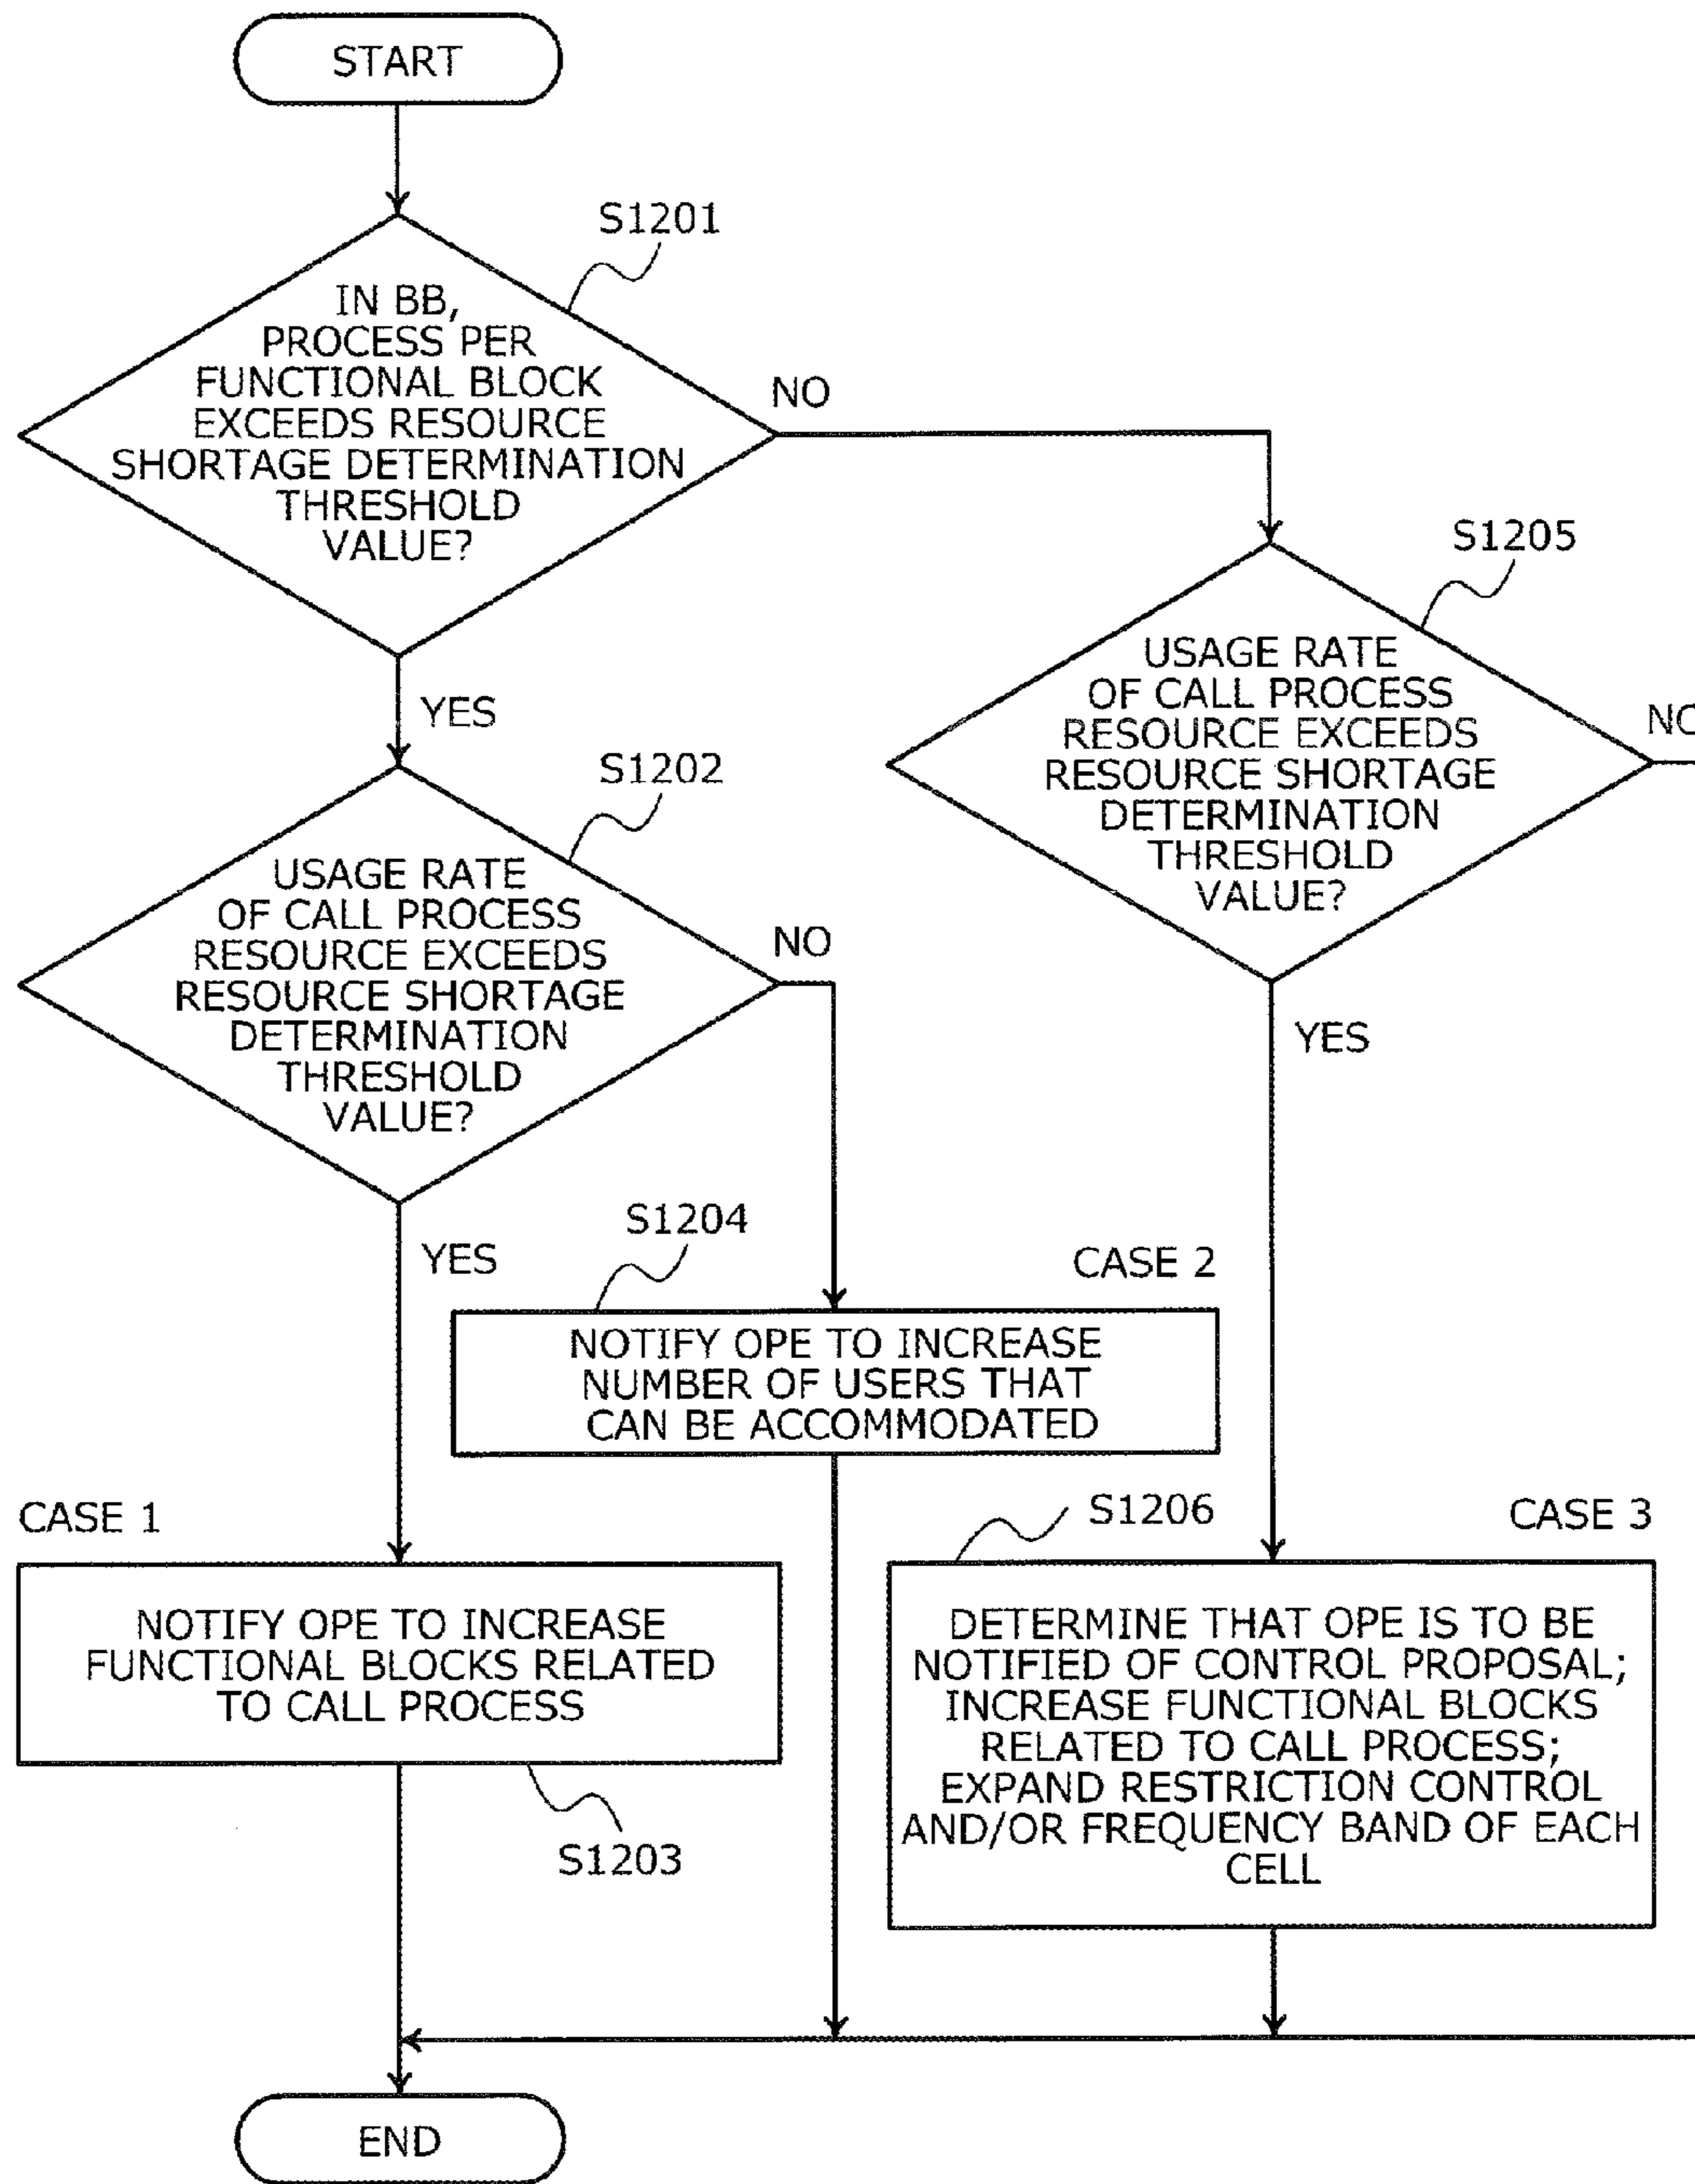 START
S1201
IN BB,
PROCESS PER
FUNCTIONAL BLOCK
EXCEEDS RESOURCE
SHORTAGE DETERMINATION
THRESHOLD
VALUE?
NO
YES
S1205
USAGE RATE
OF CALL PROCESS
RESOURCE EXCEEDS
RESOURCE SHORTAGE
DETERMINATION
THRESHOLD
VALUE?
NO
YES
S1202
USAGE RATE
OF CALL PROCESS
RESOURCE EXCEEDS
RESOURCE SHORTAGE
DETERMINATION
THRESHOLD
VALUE?
NO
YES
S1204
CASE 2
NOTIFY OPE TO INCREASE
NUMBER OF USERS THAT
CAN BE ACCOMMODATED
CASE 1
NOTIFY OPE TO INCREASE
FUNCTIONAL BLOCKS RELATED
TO CALL PROCESS
S1203
S1206
CASE 3
DETERMINE THAT OPE IS TO BE
NOTIFIED OF CONTROL PROPOSAL;
INCREASE FUNCTIONAL BLOCKS
RELATED TO CALL PROCESS;
EXPAND RESTRICTION CONTROL
AND/OR FREQUENCY BAND OF EACH
CELL
END